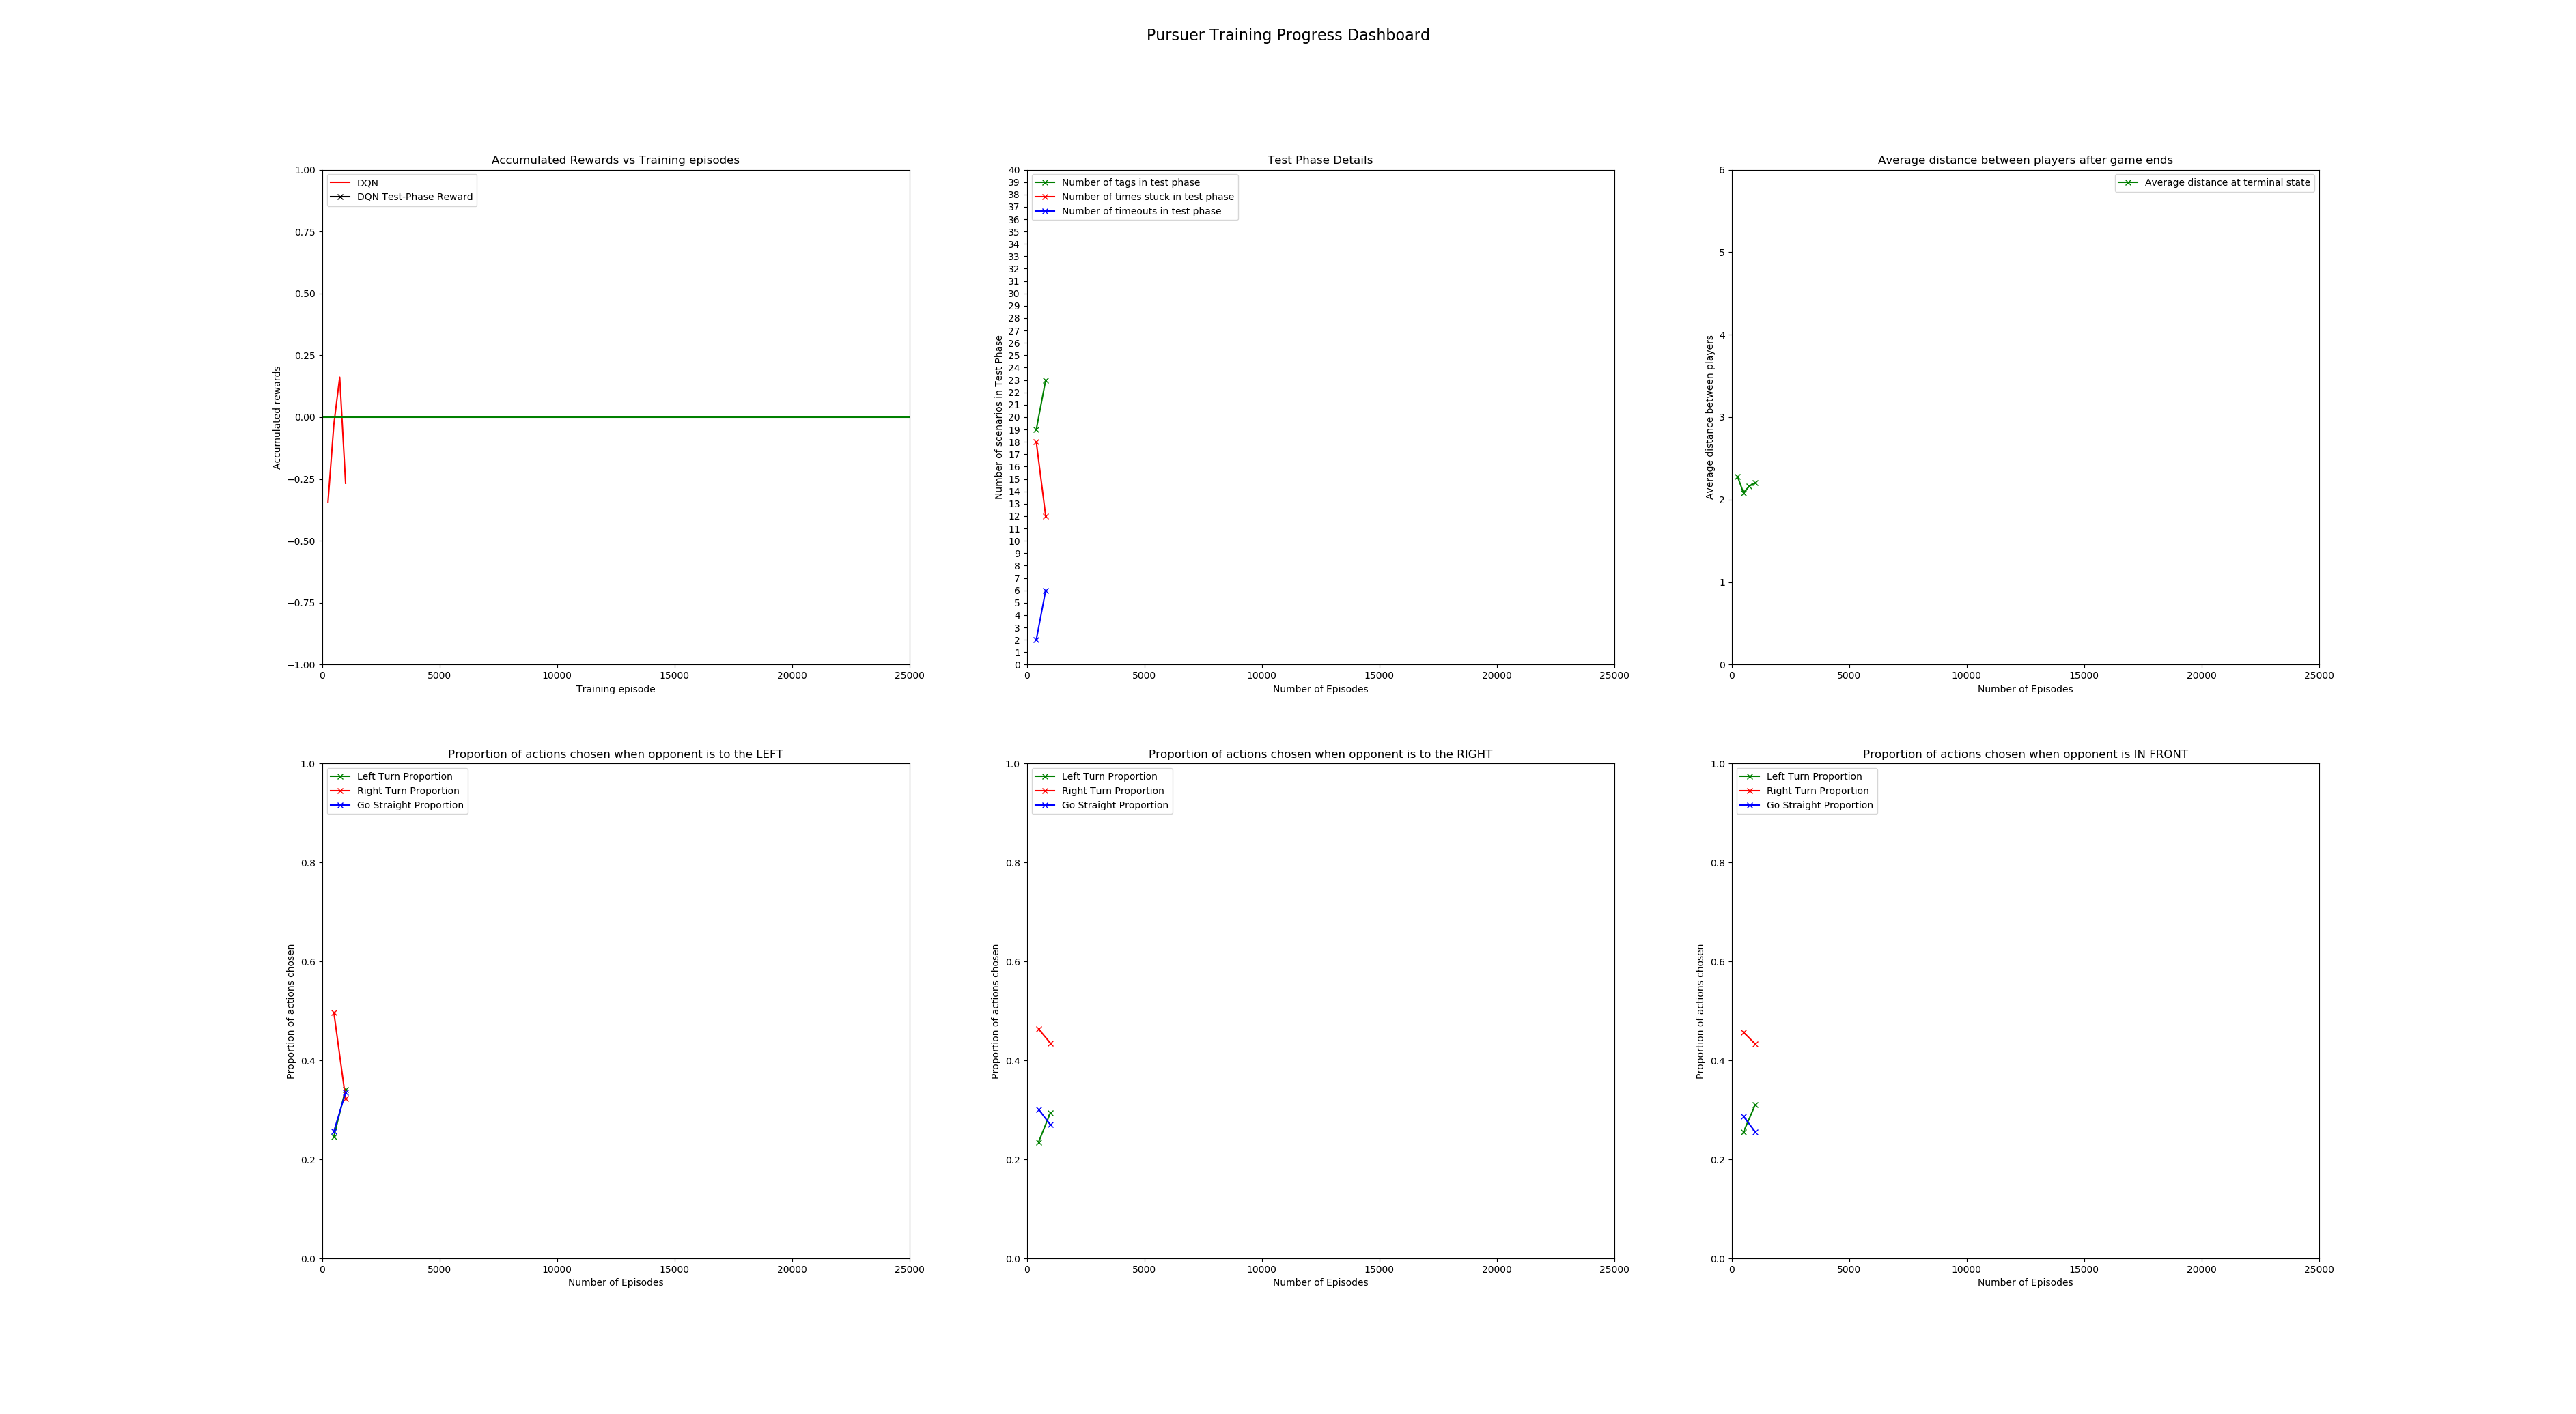 Pursuer Training Progress Dashboard
Accumulated Rewards vs Training episodes
DQN
DQN Test-Phase Reward
1.00
0.75
0.50
0.25
0.00
−0.25
−0.50
−0.75
−1.00
Accumulated rewards
0 5000 10000 15000 20000 25000
Training episode
Test Phase Details
Number of tags in test phase
Number of times stuck in test phase
Number of timeouts in test phase
40
39
38
37
36
35
34
33
32
31
30
29
28
27
26
25
24
23
22
21
20
19
18
17
16
15
14
13
12
11
10
9
8
7
6
5
4
3
2
1
0
Number of scenarios in Test Phase
0 5000 10000 15000 20000 25000
Number of Episodes
Average distance between players after game ends
Average distance at terminal state
6
5
4
3
2
1
0
Average distance between players
0 5000 10000 15000 20000 25000
Number of Episodes
Proportion of actions chosen when opponent is to the LEFT
Left Turn Proportion
Right Turn Proportion
Go Straight Proportion
1.0
0.8
0.6
0.4
0.2
0.0
Proportion of actions chosen
0 5000 10000 15000 20000 25000
Number of Episodes
Proportion of actions chosen when opponent is to the RIGHT
Left Turn Proportion
Right Turn Proportion
Go Straight Proportion
1.0
0.8
0.6
0.4
0.2
0.0
Proportion of actions chosen
0 5000 10000 15000 20000 25000
Number of Episodes
Proportion of actions chosen when opponent is IN FRONT
Left Turn Proportion
Right Turn Proportion
Go Straight Proportion
1.0
0.8
0.6
0.4
0.2
0.0
Proportion of actions chosen
0 5000 10000 15000 20000 25000
Number of Episodes